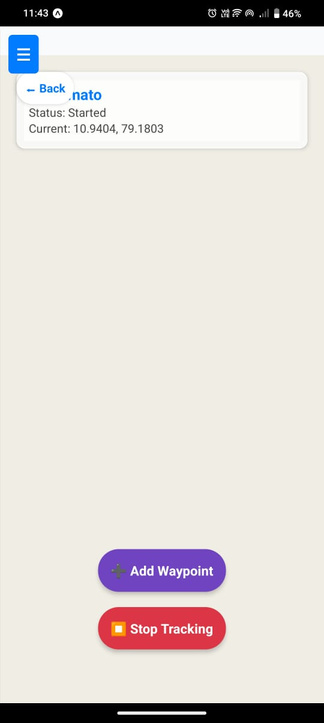 11:43
46%
← Back
nato
Status: Started
Current: 10.9404, 79.1803
Add Waypoint
Stop Tracking